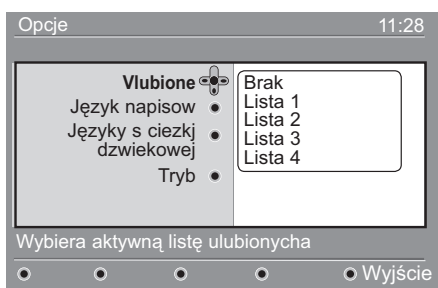 Opcje 11:28
Vlubione
Brak
Lista 1
Język napisow
Lista 2
Języky s ciezkj
Lista 3
dzwiekowej
Lista 4
Tryb
Wybiera aktywną listę ulubionycha
Wyjście